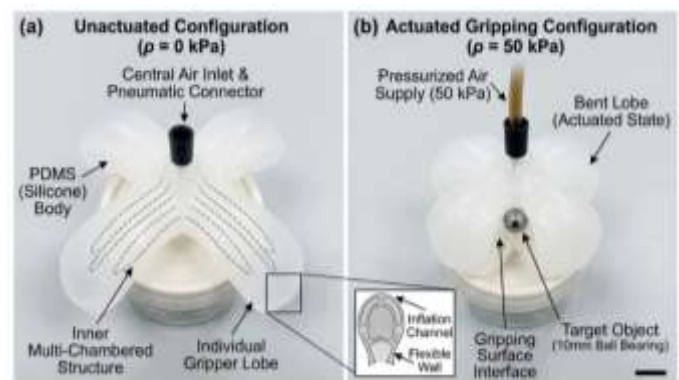 (a) Unactuated Configuration
(p = 0 kPa)
Central Air Inlet &
Pneumatic Connector
PDMS
(Silicone)
Body
Inner
Multi-Chambered
Structure
Individual
Gripper Lobe
(b) Actuated Gripping Configuration
(p = 50 kPa)
Pressurized Air
Supply (50 kPa)
Bent Lobe
(Actuated State)
Inflation
Channel
Flexible
Wall
Gripping
Surface
Interface
Target Object
(10mm Ball Bearing)